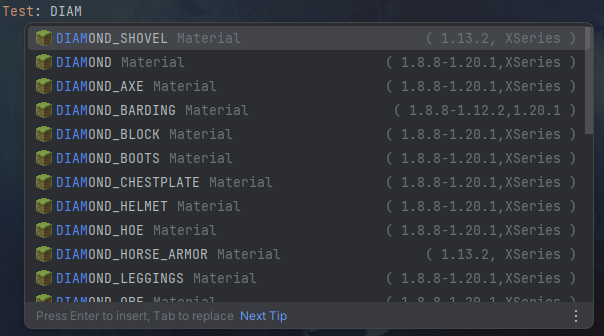 Test: DIAM
DIAMOND_SHOVEL Material ( 1.13.2, XSeries )
DIAMOND Material ( 1.8.8-1.20.1,XSeries )
DIAMOND_AXE Material ( 1.8.8-1.20.1,XSeries )
DIAMOND_BARDING Material ( 1.8.8-1.12.2,1.20.1 )
DIAMOND_BLOCK Material ( 1.8.8-1.20.1,XSeries )
DIAMOND_BOOTS Material ( 1.8.8-1.20.1,XSeries )
DIAMOND_CHESTPLATE Material ( 1.8.8-1.20.1,XSeries )
DIAMOND_HELMET Material ( 1.8.8-1.20.1,XSeries )
DIAMOND_HOE Material ( 1.8.8-1.20.1,XSeries )
DIAMOND_HORSE_ARMOR Material ( 1.13.2, XSeries )
DIAMOND_LEGGINGS Material ( 1.8.8-1.20.1,XSeries )
DIAMOND_ORE Material ( 1.8.8-1.20.1,XSeries )
Press Enter to insert, Tab to replace Next Tip